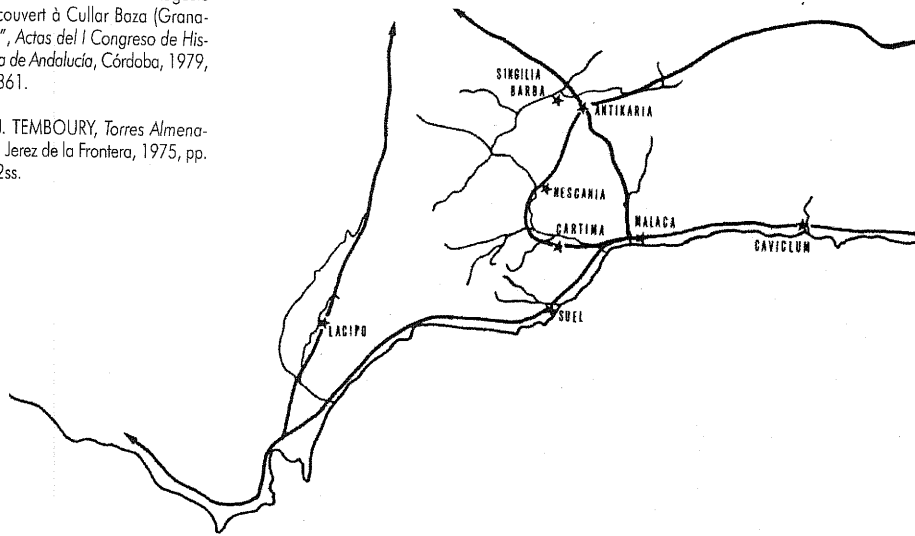 couvert à Cullar Baza (Grana-
", Actas del I Congreso de His-
a de Andalucía, Córdoba, 1979,
361.
J. TEMBOURY, Torres Almena-
Jerez de la Frontera, 1975, pp.
2ss.
SINGILIA
BARBA
ANTIKARIA
NESCANIA
CARTIMA
MALACA
CAVICLUM
SUEL
LACIPO